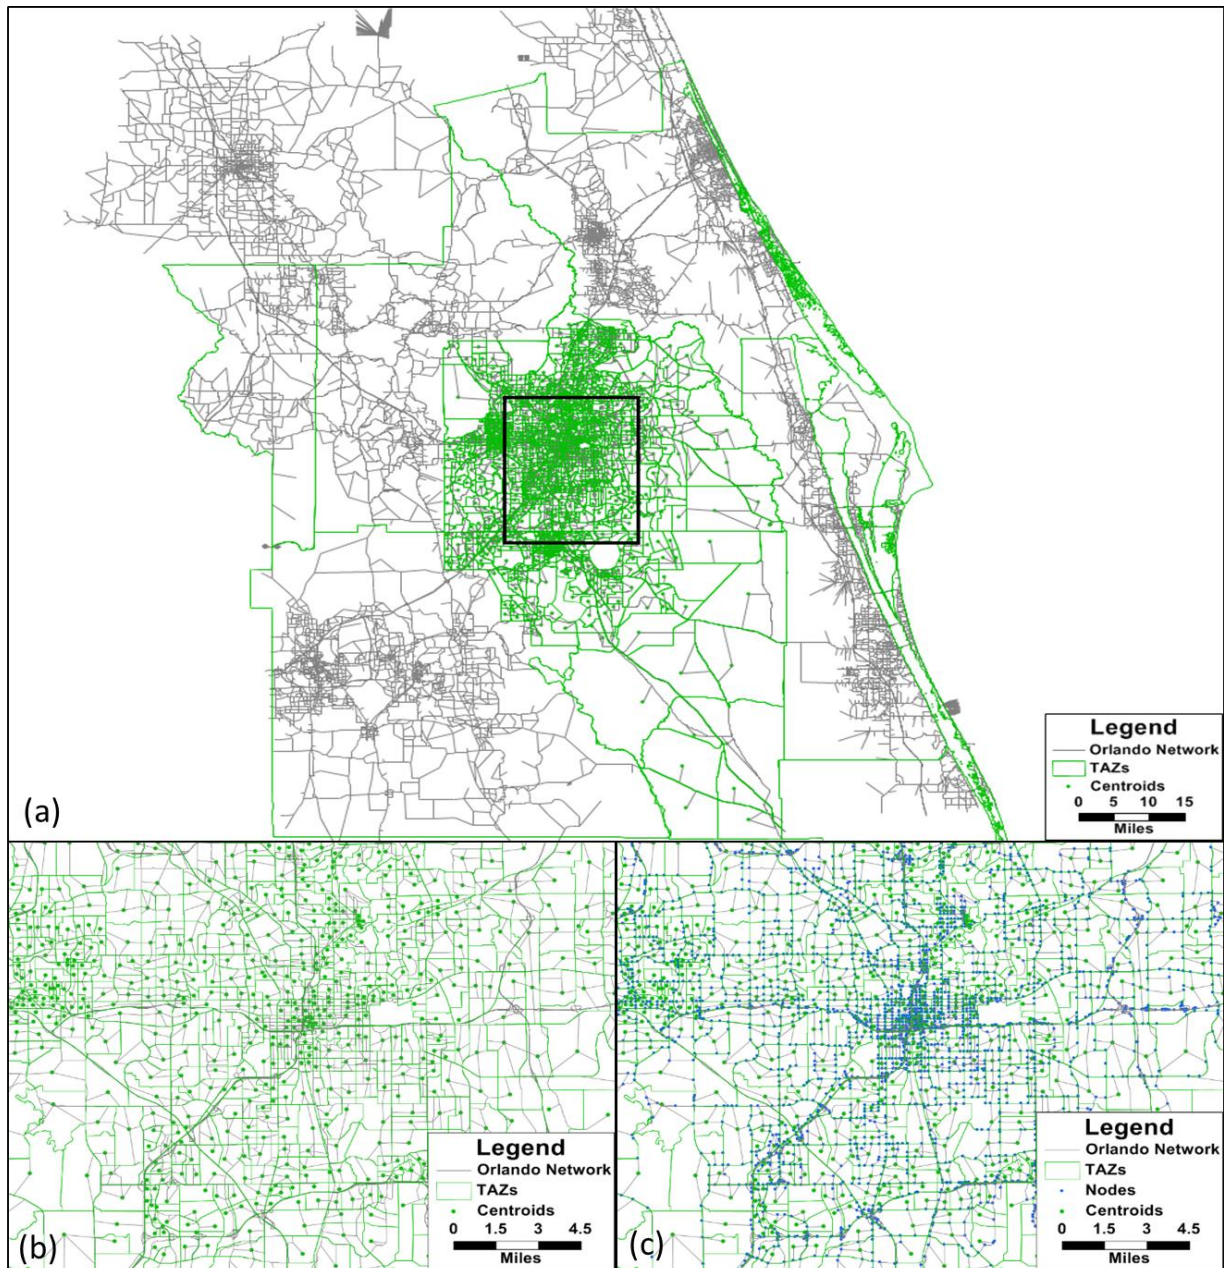 (a)
Legend
Orlando Network
TAZs
Centroids
0 5 10 15
Miles
(b)
Legend
Orlando Network
TAZs
Centroids
0 1.5 3 4.5
Miles
(c)
Legend
Orlando Network
TAZs
Nodes
Centroids
0 1.5 3 4.5
Miles